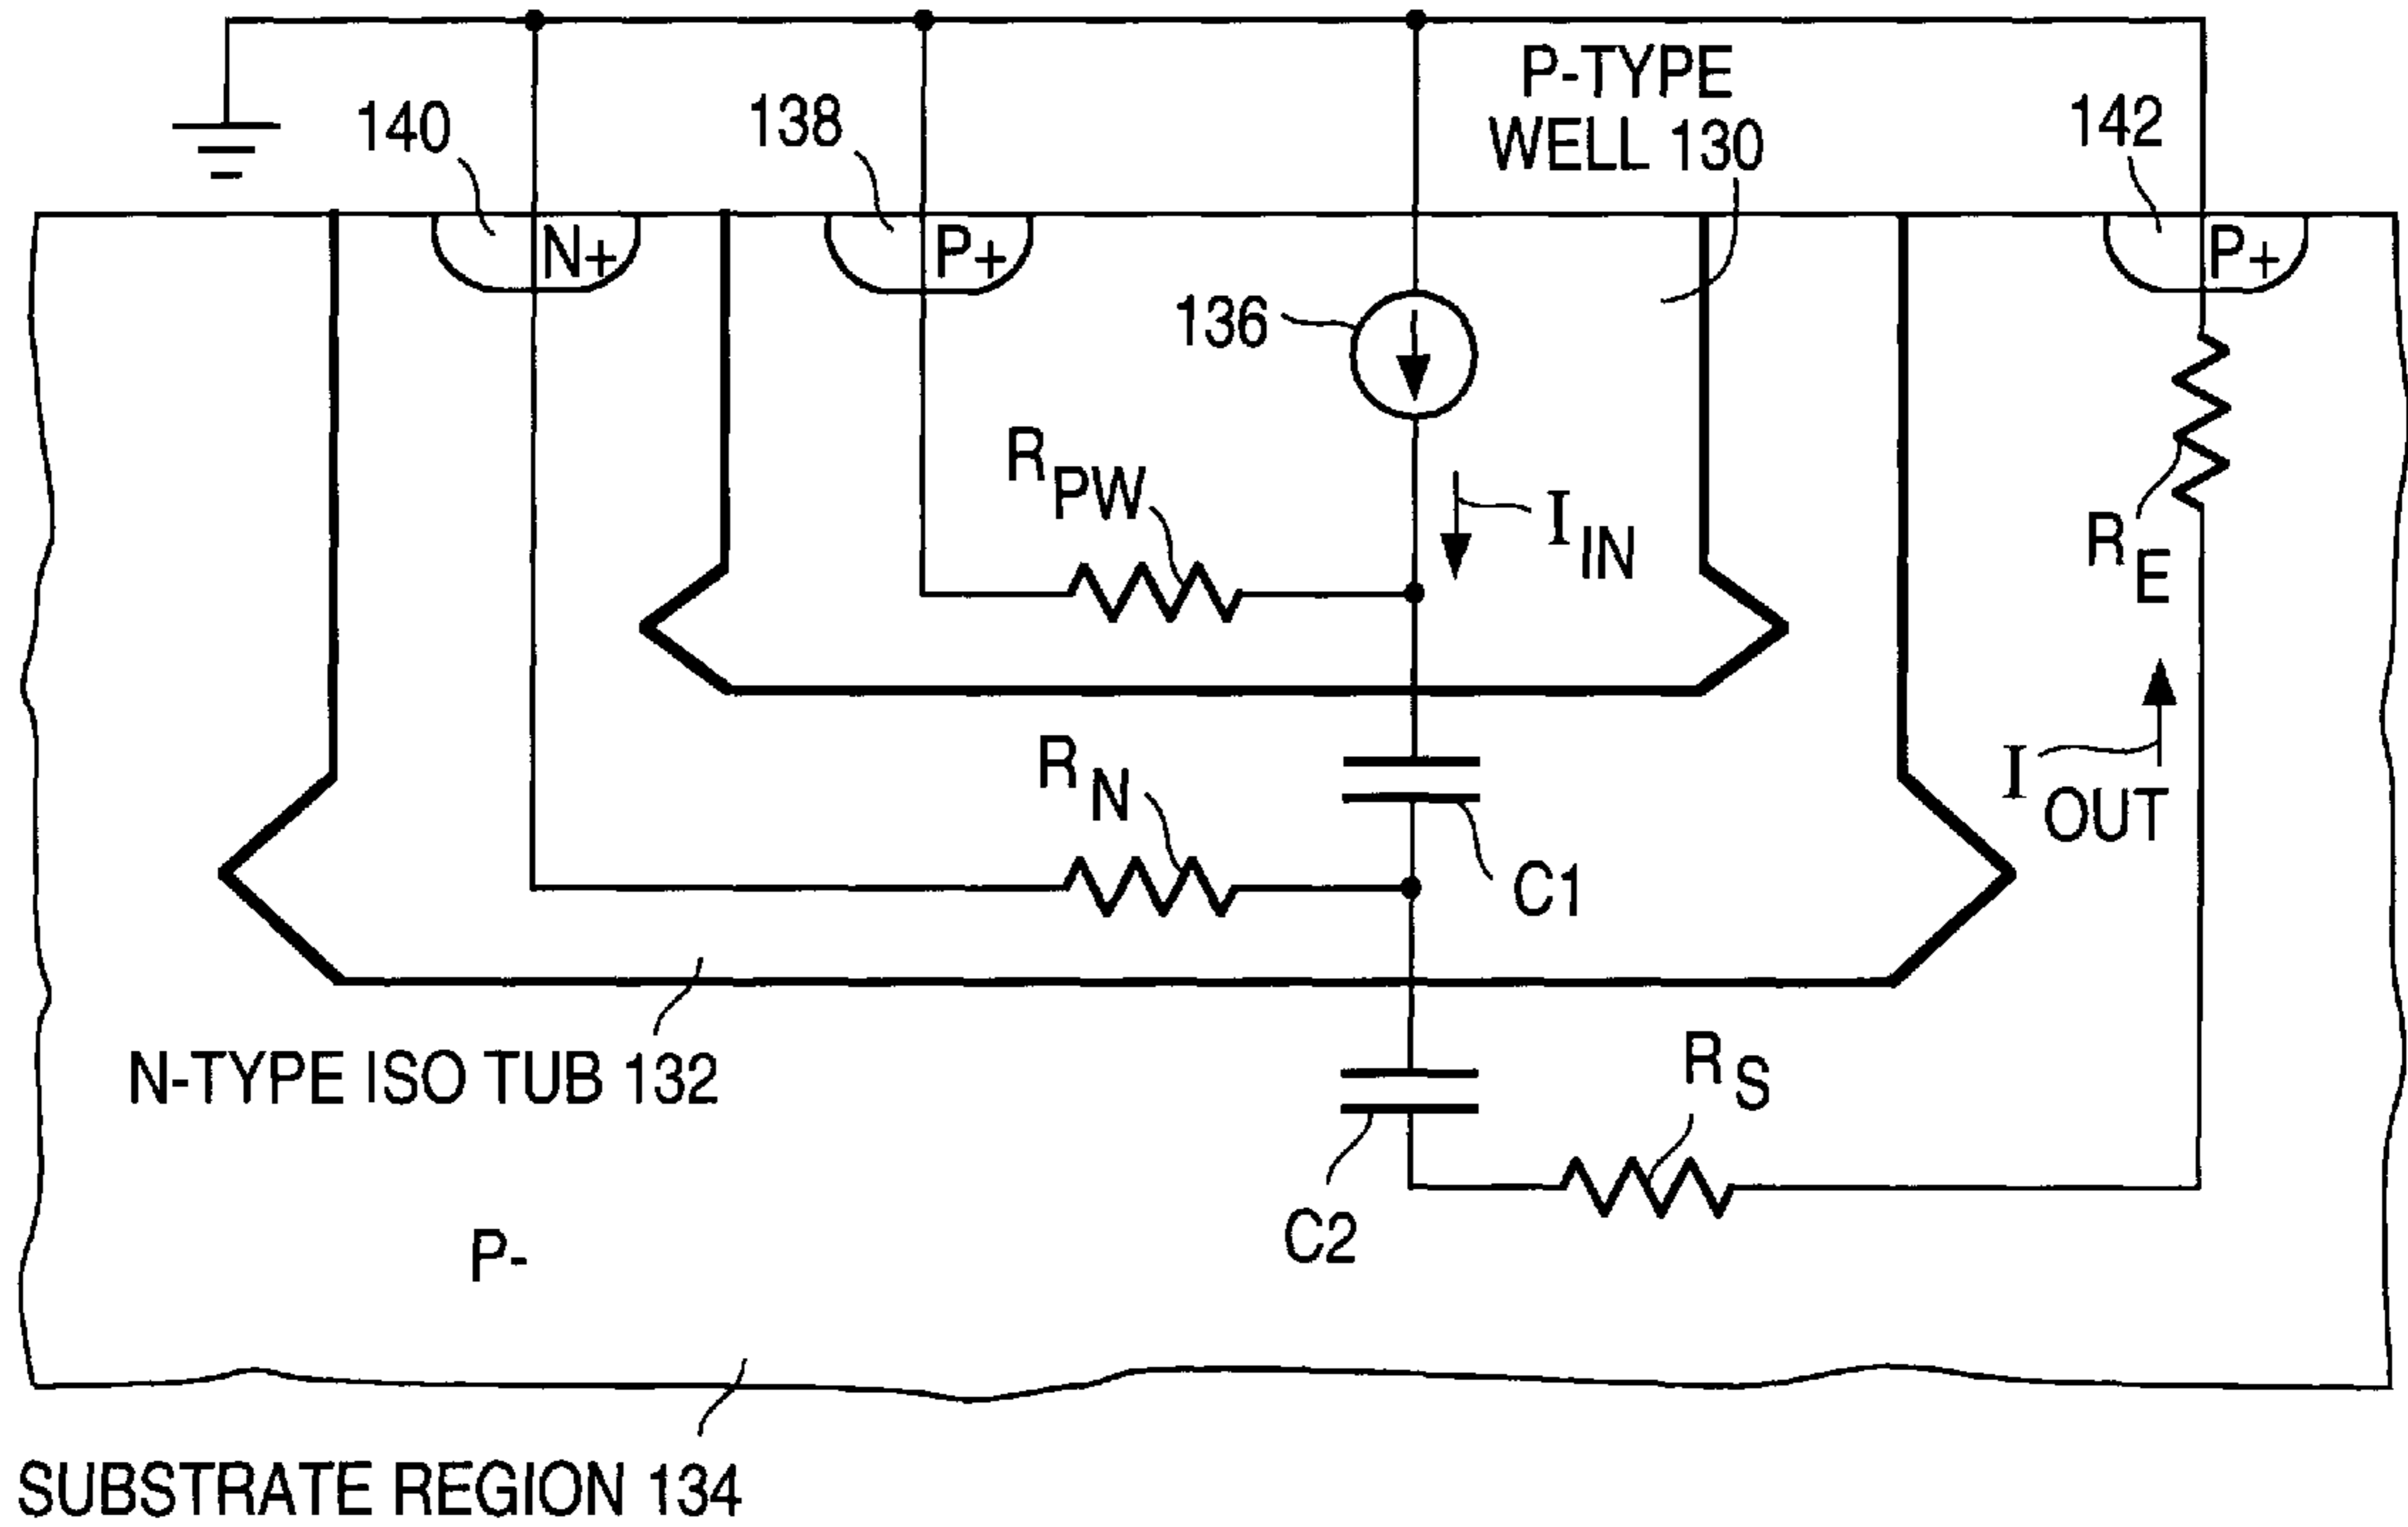 P-TYPE
WELL 130
140
138
142
N+
P+
P+
136
RPW
IIN
RE
RN
IOUT
C1
N-TYPE ISO TUB 132
RS
C2
P-
SUBSTRATE REGION 134